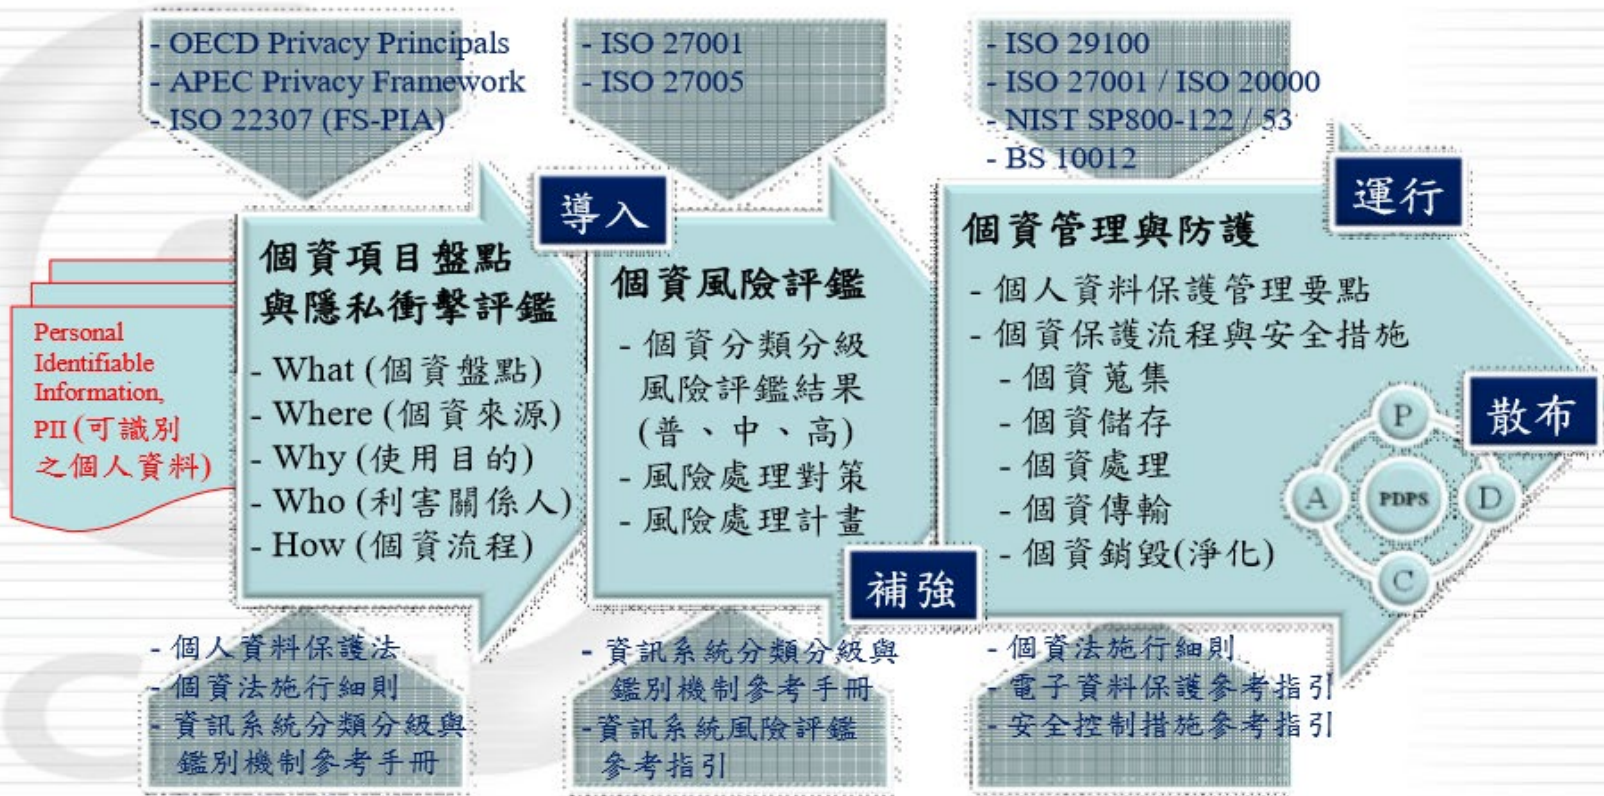 - OECD Privacy Principals
- APEC Privacy Framework
- ISO 22307 (FS-PIA)
- ISO 27001
- ISO 27005
- ISO 29100
- ISO 27001 / ISO 20000
- NIST SP800-122 / 53
- BS 10012
Personal
Identifiable
Information,
PII (可識別
之個人資料)
個資項目盤點
與隱私衝擊評鑑
- What (個資盤點)
- Where (個資來源)
- Why (使用目的)
- Who (利害關係人)
- How (個資流程)
導入
個資風險評鑑
- 個資分類分級
風險評鑑結果
(普、中、高)
- 風險處理對策
- 風險處理計畫
補強
個資管理與防護
- 個人資料保護管理要點
- 個資保護流程與安全措施
- 個資蒐集
- 個資儲存
- 個資處理
- 個資傳輸
- 個資銷毀(淨化)
運行
散布
P
A
PDPS
D
C
- 個人資料保護法
- 個資法施行細則
- 資訊系統分類分級與
鑑別機制參考手冊
- 資訊系統分類分級與
鑑別機制參考手冊
-資訊系統風險評鑑
參考指引
- 個資法施行細則
- 電子資料保護參考指引
- 安全控制措施參考指引